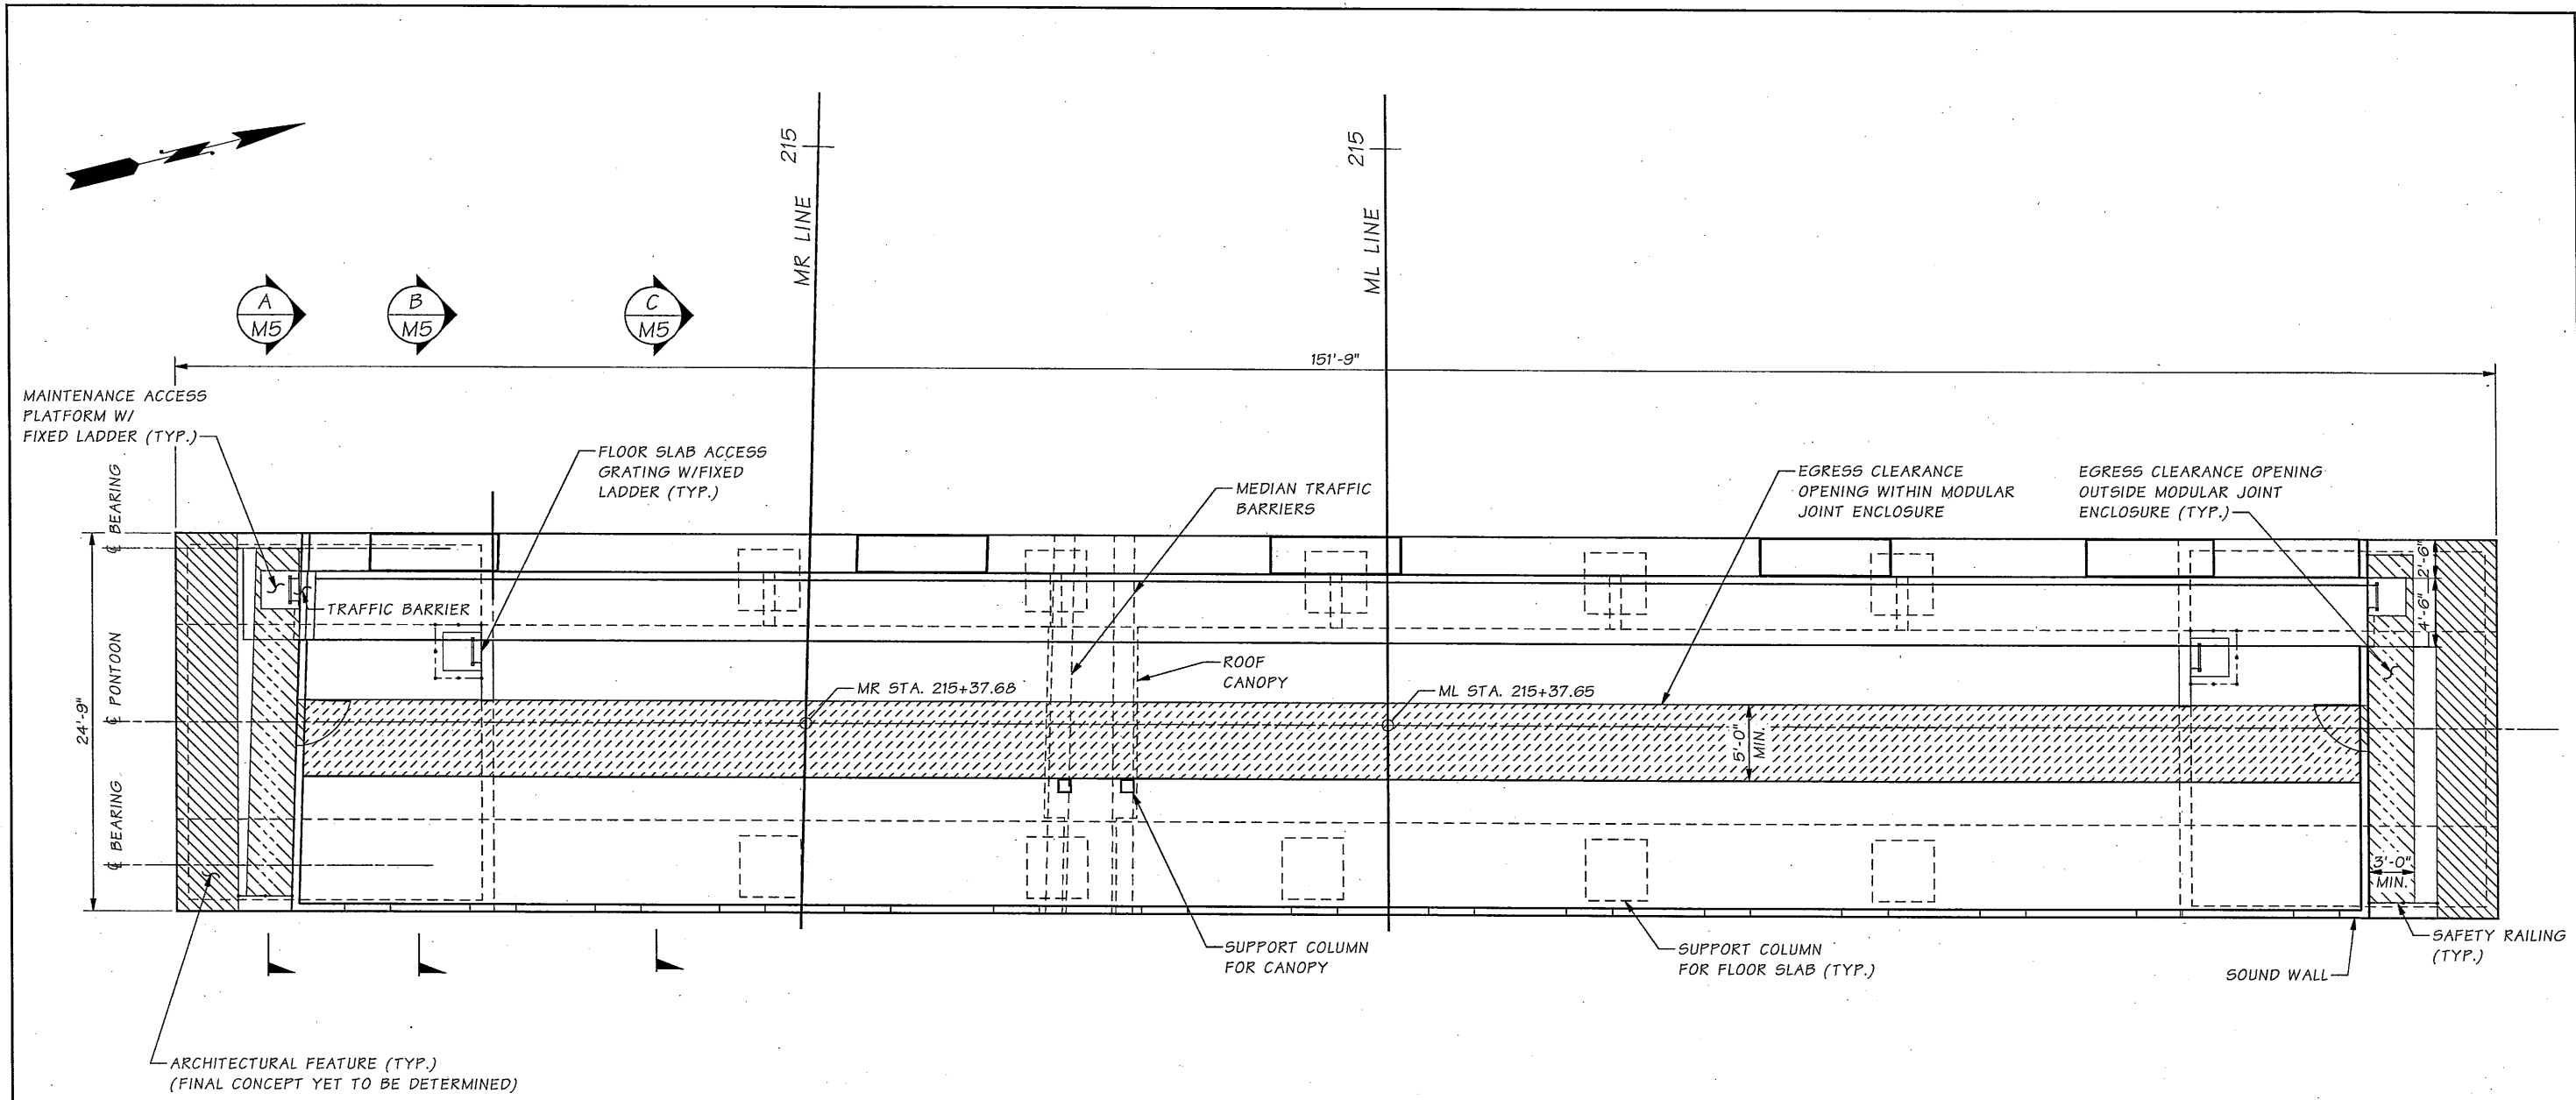 MR LINE
215
ML LINE
215
A
M5
B
M5
C
M5
151'-9"
MAINTENANCE ACCESS
PLATFORM W/
FIXED LADDER (TYP.)
FLOOR SLAB ACCESS
GRATING W/FIXED
LADDER (TYP.)
MEDIAN TRAFFIC
BARRIERS
EGRESS CLEARANCE
OPENING WITHIN MODULAR
JOINT ENCLOSURE
EGRESS CLEARANCE OPENING
OUTSIDE MODULAR JOINT
ENCLOSURE (TYP.)
℄ BEARING
2'-6"
TRAFFIC BARRIER
4'-6"
℄ PONTOON
ROOF
CANOPY
MR STA. 215+37.68
ML STA. 215+37.65
24'-9"
5'-0"
MIN.
℄ BEARING
3'-0"
MIN.
SUPPORT COLUMN
FOR CANOPY
SUPPORT COLUMN
FOR FLOOR SLAB (TYP.)
SAFETY RAILING
(TYP.)
SOUND WALL
ARCHITECTURAL FEATURE (TYP.)
(FINAL CONCEPT YET TO BE DETERMINED)